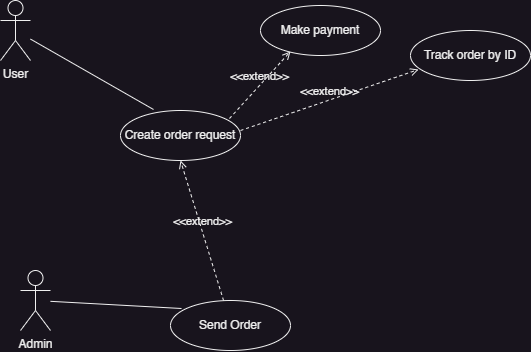 Make payment
Track order by ID
User
<<extend>>
<<extend>>
Create order request
<<extend>>
Send Order
Admin